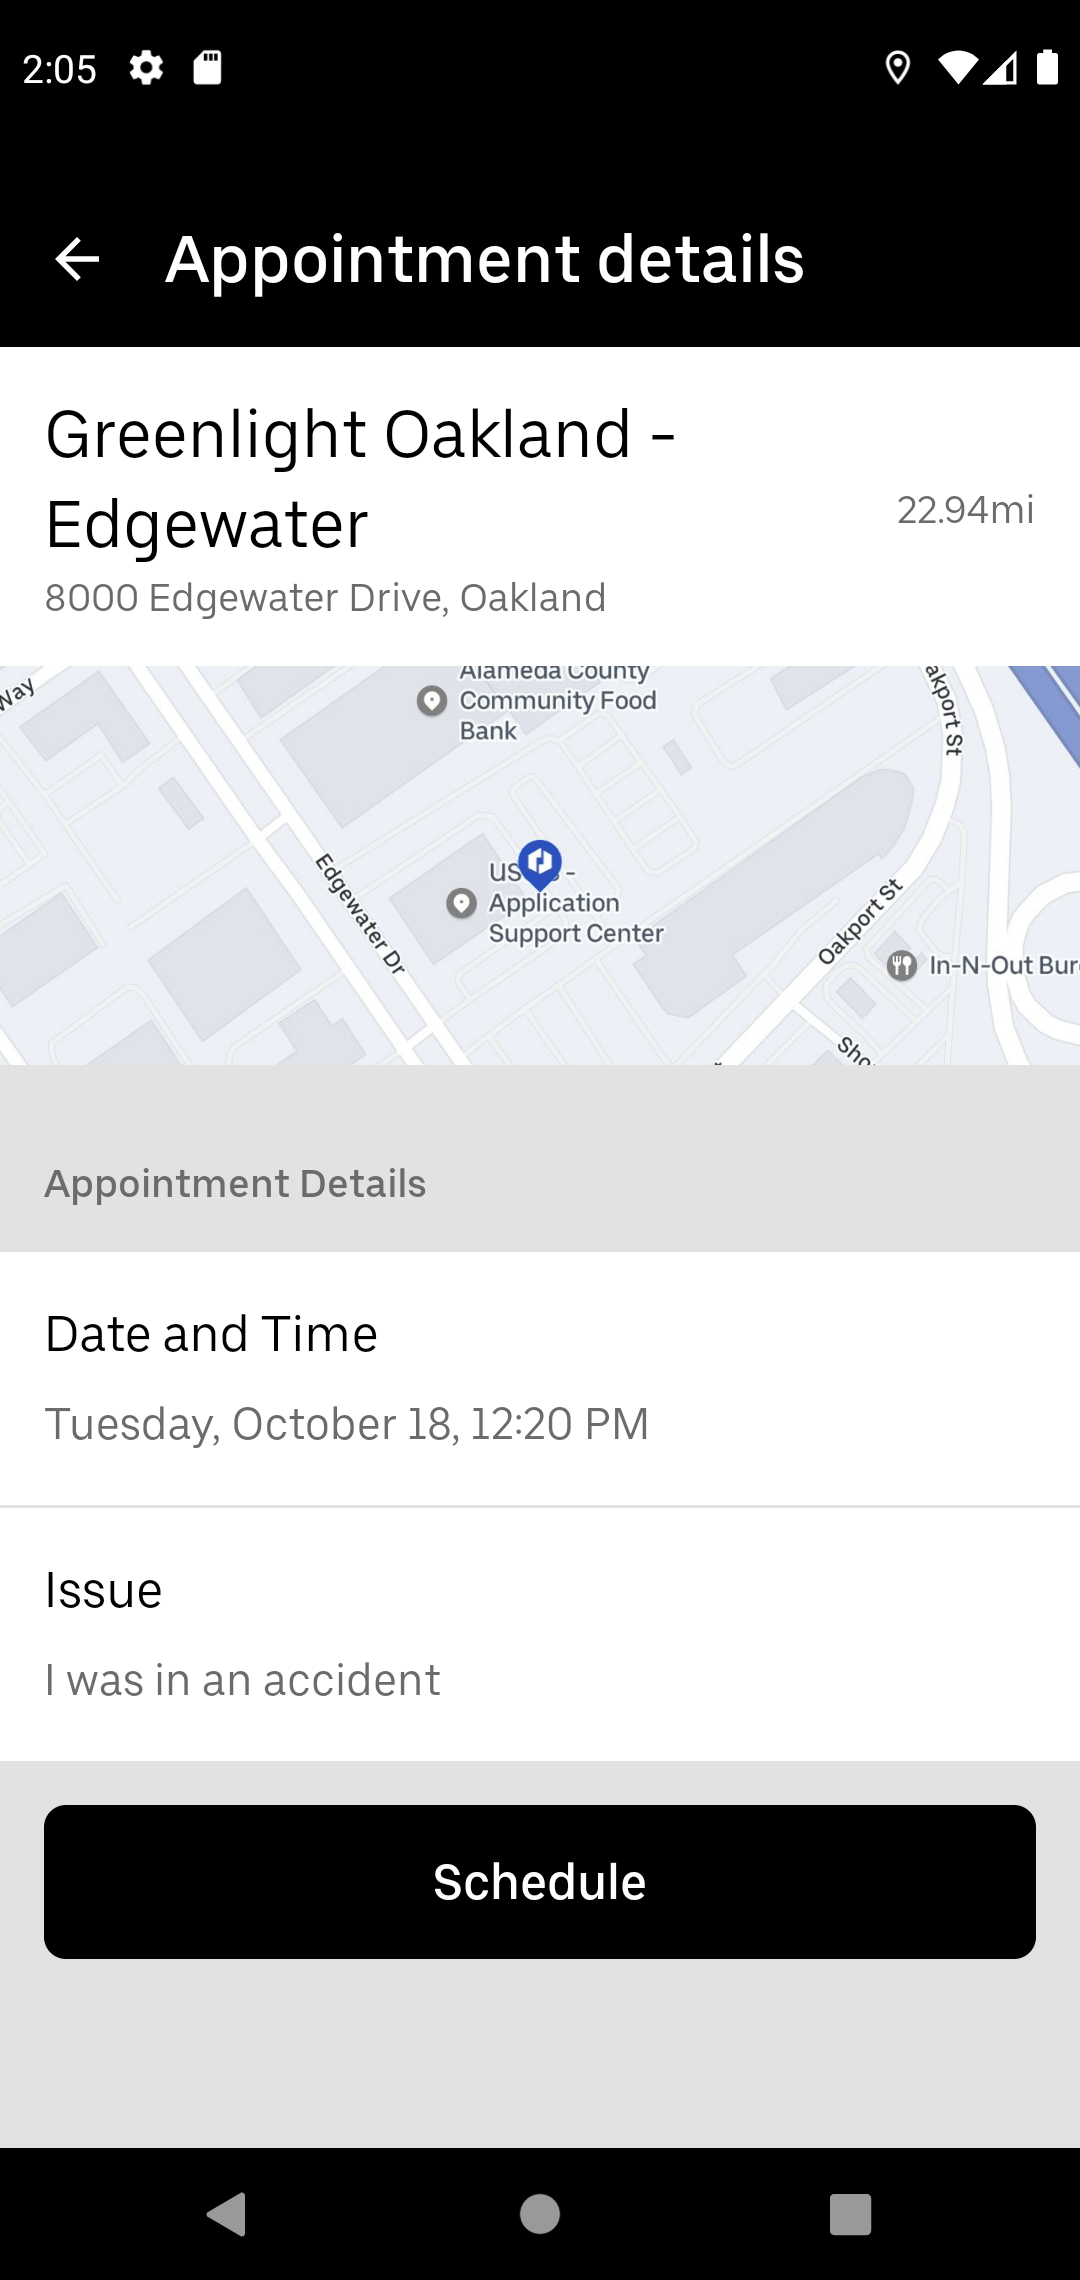 2:05
Appointment details
Greenlight Oakland -
Edgewater
22.94mi
8000 Edgewater Drive, Oakland
Way
Alameda County
Community Food
Bank
akport St
Edgewater Dr
US
-
Application
Support Center
Oakport St
In-N-Out Bur
Sho
Appointment Details
Date and Time
Tuesday, October 18, 12:20 PM
Issue
I was in an accident
Schedule